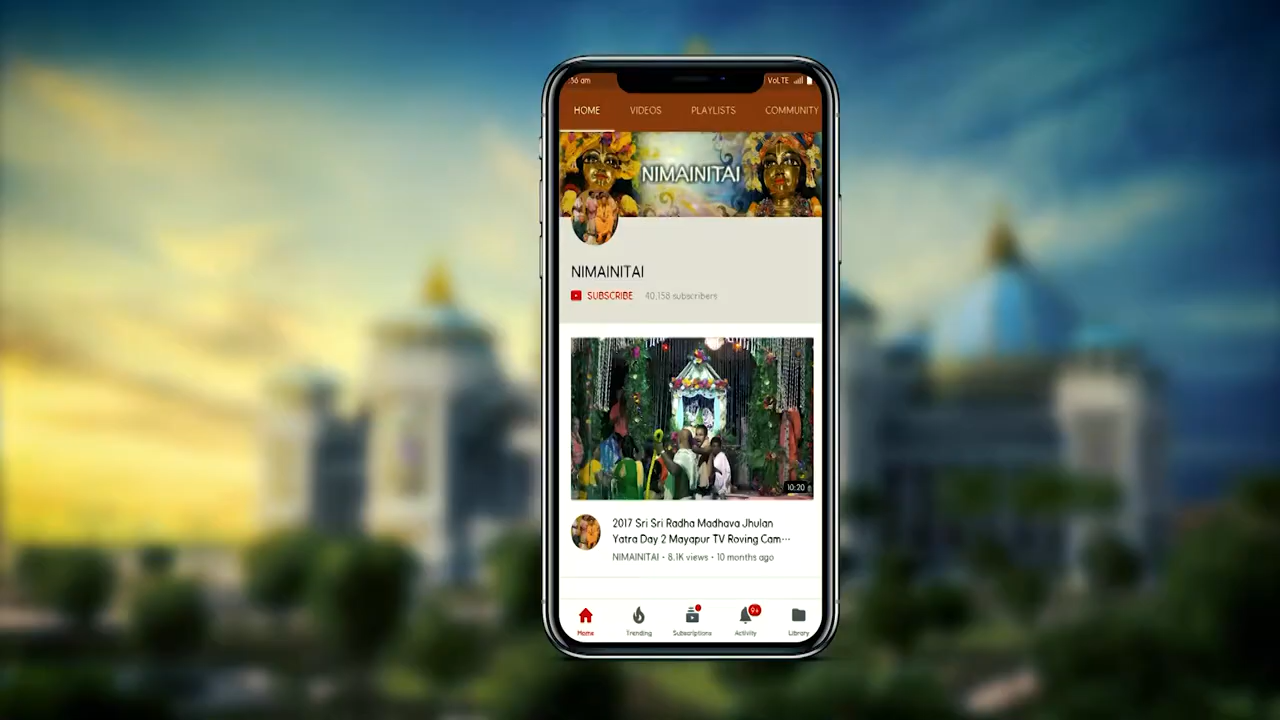 :56 am VoLTE
HOME VIDEOS PLAYLISTS COMMUNITY
NIMAINITAI
NIMAINITAI
SUBSCRIBE 40,158 subscribers
10:20
2017 Sri Sri Radha Madhava Jhulan
Yatra Day 2 Mayapur TV Roving Cam...
NIMAINITAI • 8.1K views • 10 months ago
9+
Home Trending Subscriptions Activity Library